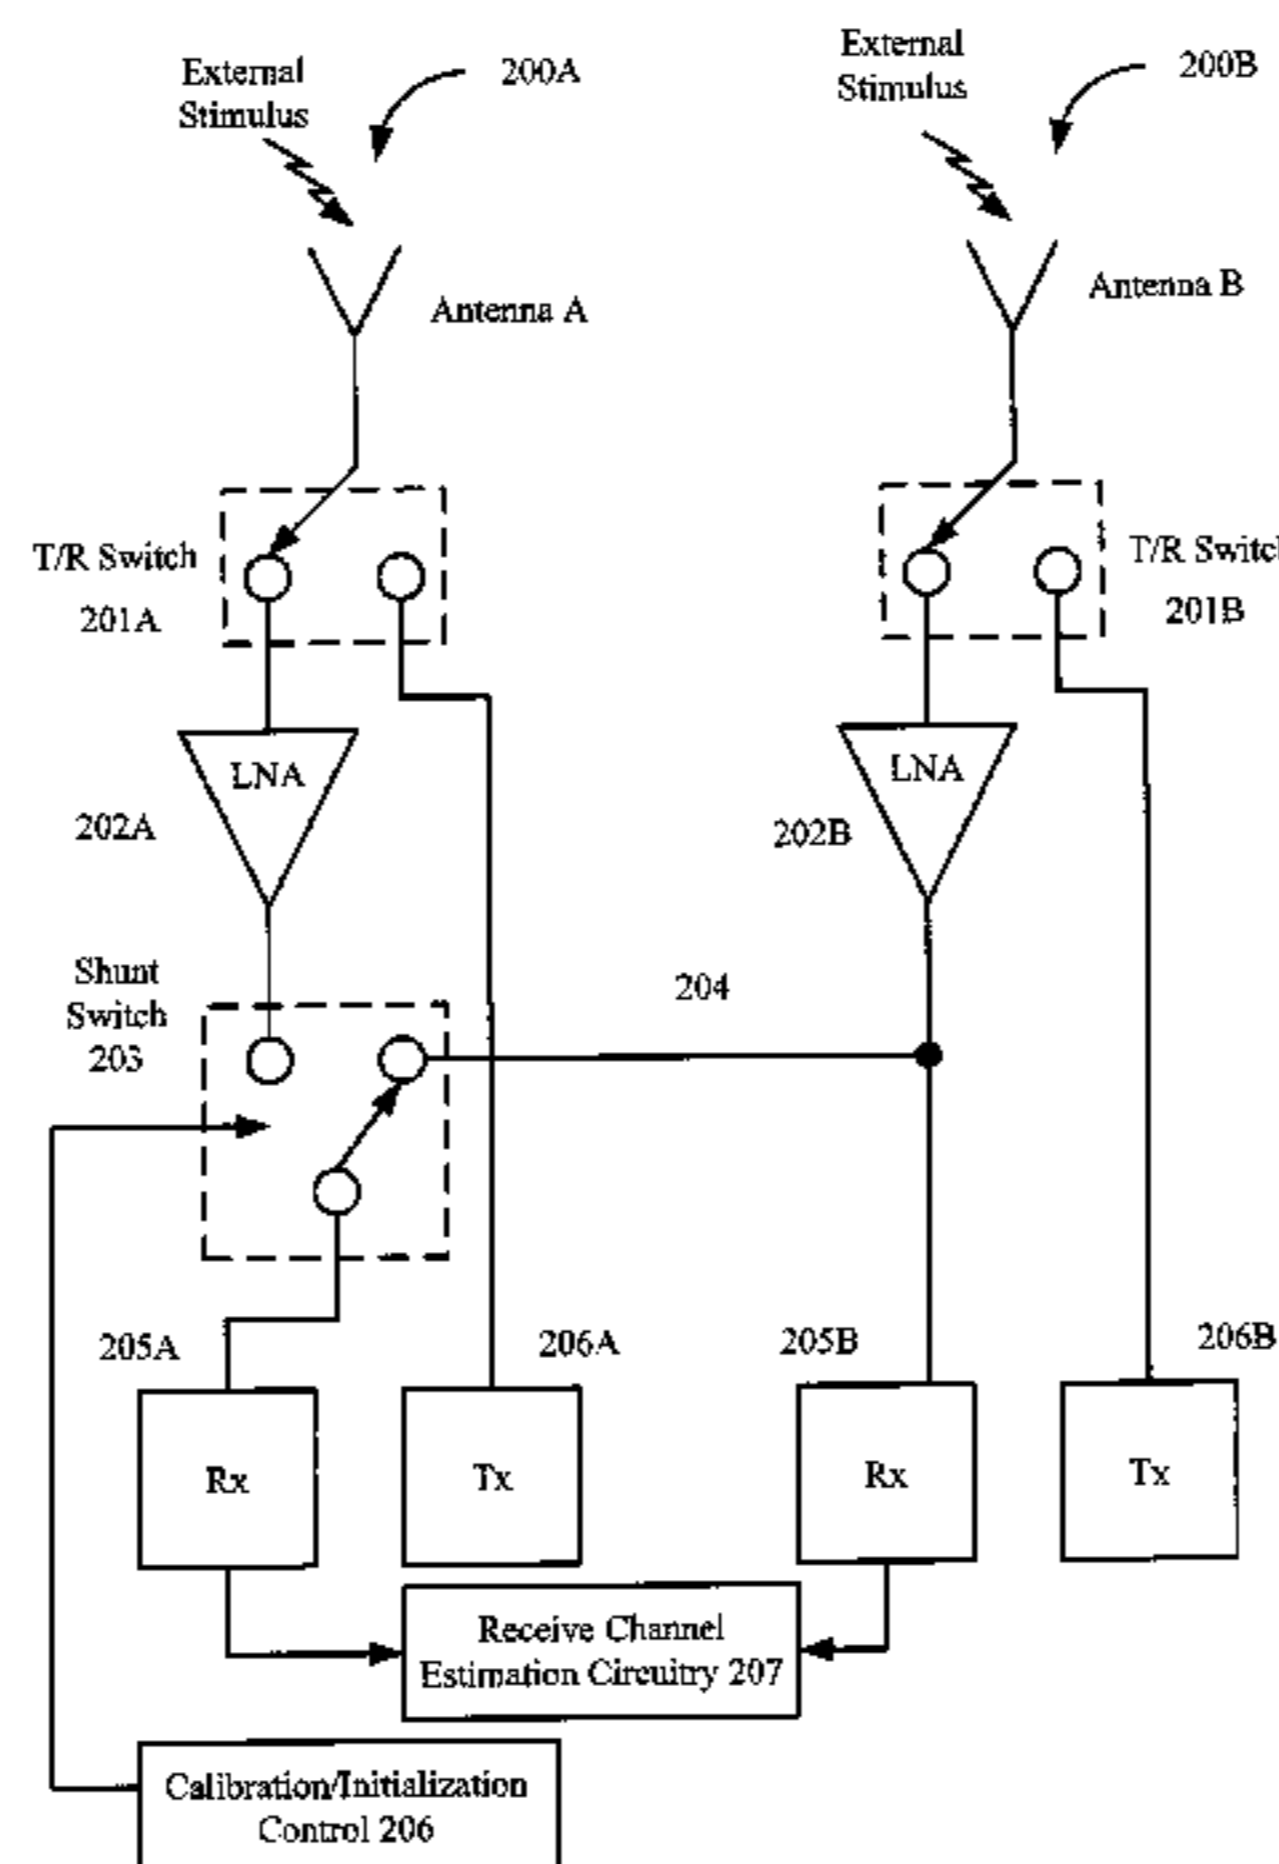 External
Stimulus
200A
External
Stimulus
200B
Antenna A
Antenna B
T/R Switch
201A
T/R Switch
201B
LNA
202A
LNA
202B
Shunt
Switch
203
204
205A
206A
205B
206B
Rx
Tx
Rx
Tx
Receive Channel
Estimation Circuitry 207
Calibration/Initialization
Control 206